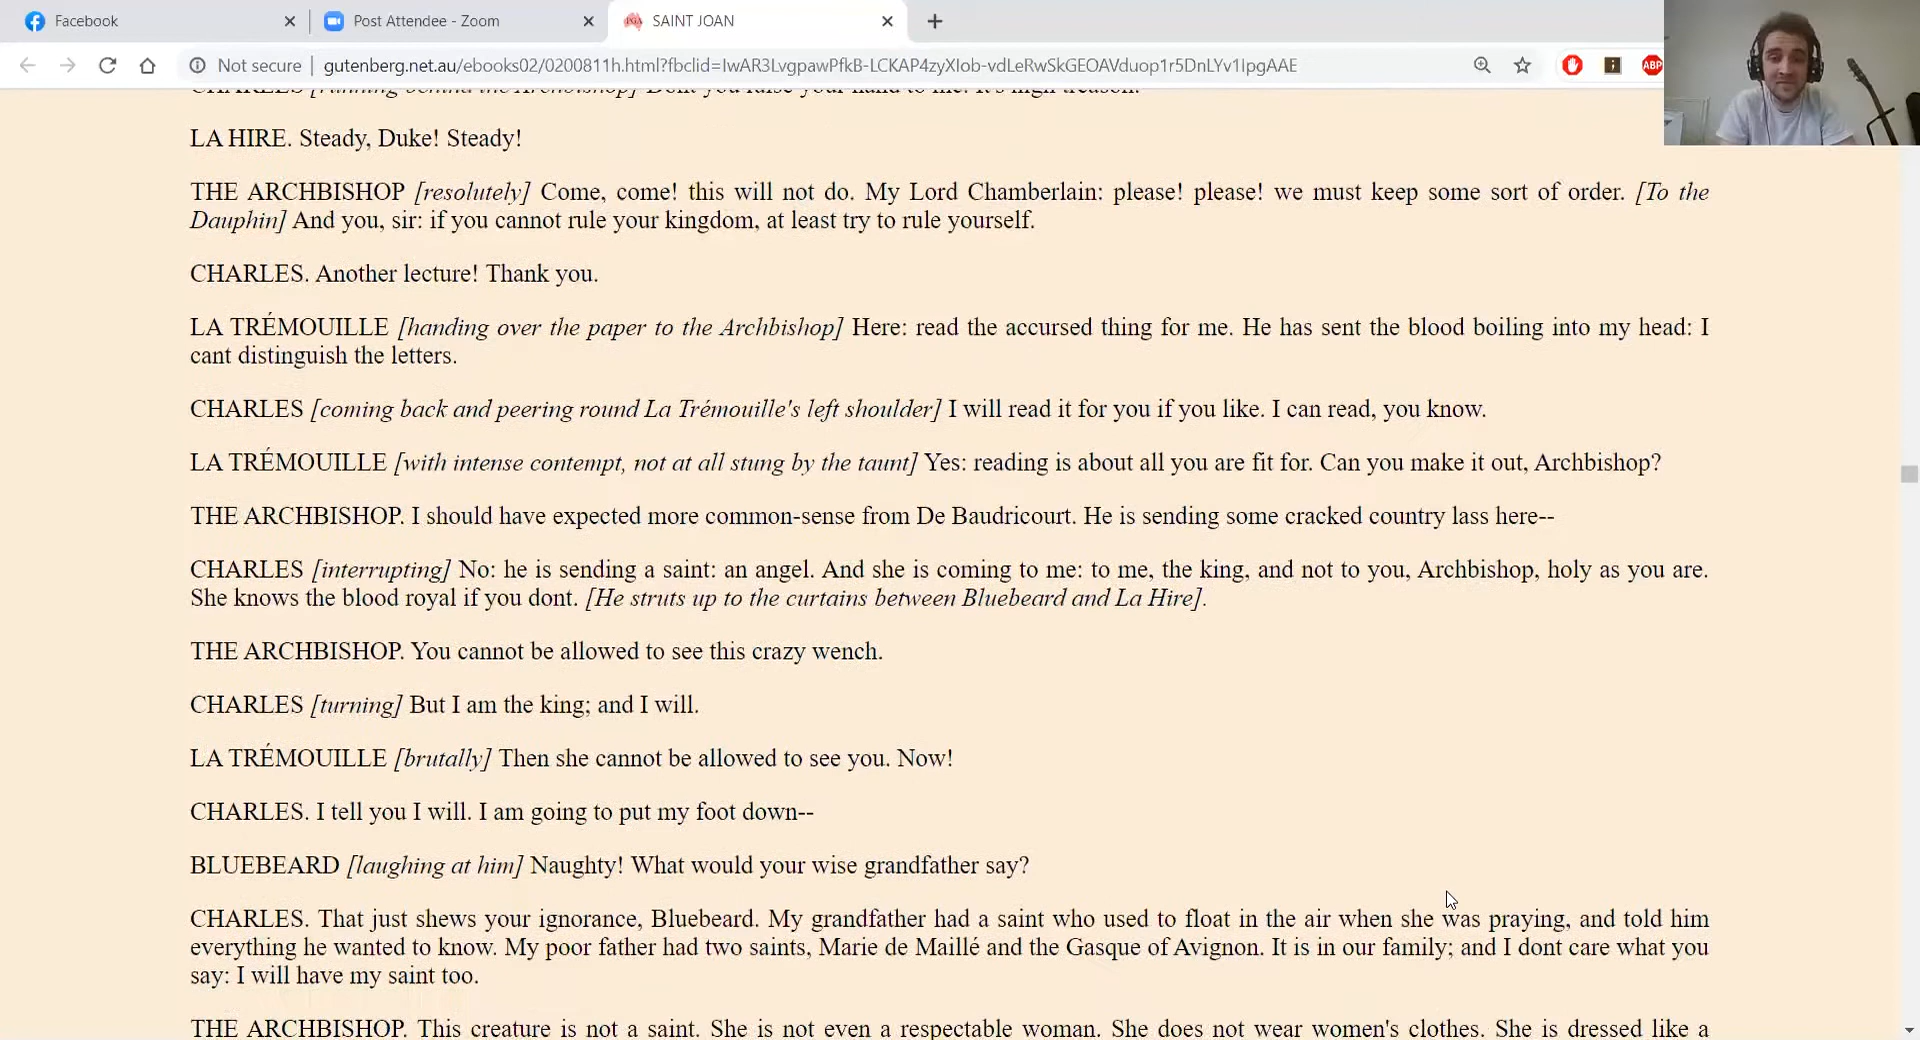 Facebook
Post Attendee - Zoom
SAINT JOAN
Not secure
gutenberg.net.au/ebooks02/0200811h.html?fbclid=IwAR3LvgpawPfkB-LCKAP4zyXIob-vdLeRwSkGEOAVduop1r5DnLYv1IpgAAE
ABP
CHARLES [running behind the Archbishop] Dont you raise your hand to me. It's high treason.
LA HIRE. Steady, Duke! Steady!
THE ARCHBISHOP [resolutely] Come, come! this will not do. My Lord Chamberlain: please! please! we must keep some sort of order. [To the
Dauphin] And you, sir: if you cannot rule your kingdom, at least try to rule yourself.
CHARLES. Another lecture! Thank you.
LA TRÉMOUILLE [handing over the paper to the Archbishop] Here: read the accursed thing for me. He has sent the blood boiling into my head: I
cant distinguish the letters.
CHARLES [coming back and peering round La Trémouille's left shoulder] I will read it for you if you like. I can read, you know.
LA TRÉMOUILLE [with intense contempt, not at all stung by the taunt] Yes: reading is about all you are fit for. Can you make it out, Archbishop?
THE ARCHBISHOP. I should have expected more common-sense from De Baudricourt. He is sending some cracked country lass here--
CHARLES [interrupting] No: he is sending a saint: an angel. And she is coming to me: to me, the king, and not to you, Archbishop, holy as you are.
She knows the blood royal if you dont. [He struts up to the curtains between Bluebeard and La Hire].
THE ARCHBISHOP. You cannot be allowed to see this crazy wench.
CHARLES [turning] But I am the king; and I will.
LA TRÉMOUILLE [brutally] Then she cannot be allowed to see you. Now!
CHARLES. I tell you I will. I am going to put my foot down--
BLUEBEARD [laughing at him] Naughty! What would your wise grandfather say?
CHARLES. That just shews your ignorance, Bluebeard. My grandfather had a saint who used to float in the air when she was praying, and told him
everything he wanted to know. My poor father had two saints, Marie de Maillé and the Gasque of Avignon. It is in our family; and I dont care what you
say: I will have my saint too.
THE ARCHBISHOP. This creature is not a saint. She is not even a respectable woman. She does not wear women's clothes. She is dressed like a